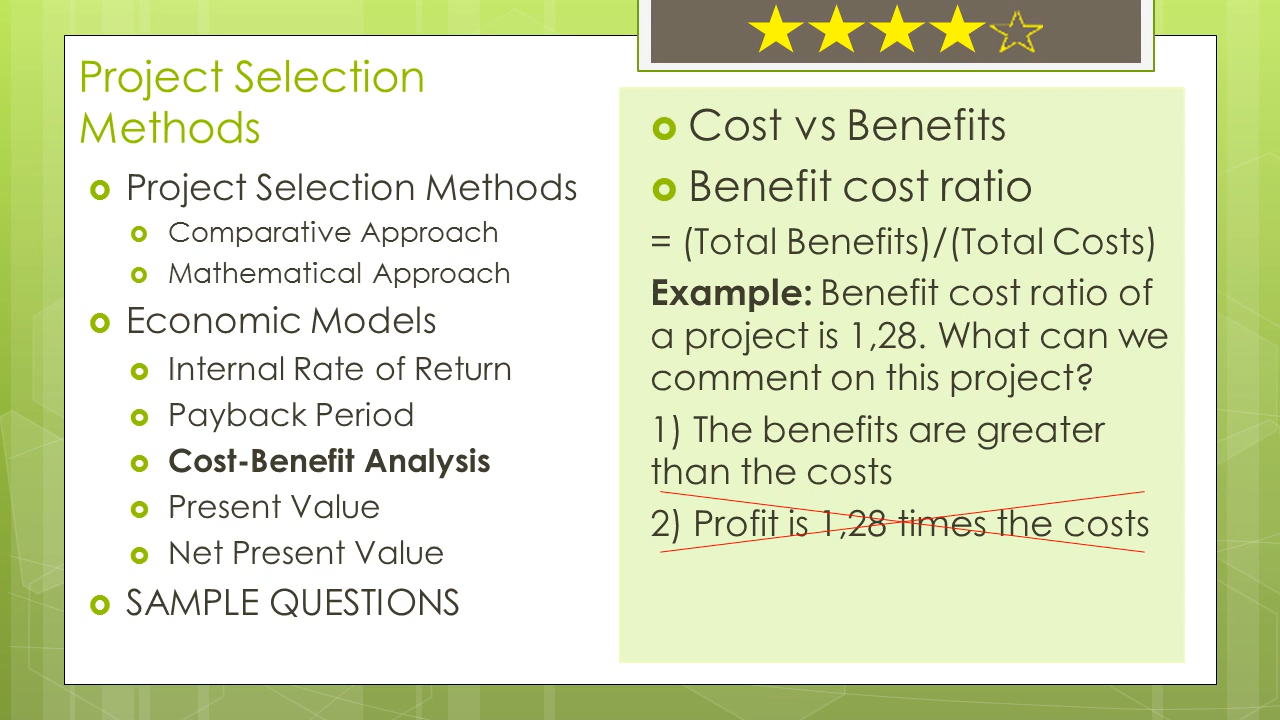 Project Selection
Methods
Project Selection Methods
Comparative Approach
Mathematical Approach
Economic Models
Internal Rate of Return
Payback Period
Cost-Benefit Analysis
Present Value
Net Present Value
SAMPLE QUESTIONS
Cost vs Benefits
Benefit cost ratio
= (Total Benefits)/(Total Costs)
Example: Benefit cost ratio of
a project is 1,28. What can we
comment on this project?
1) The benefits are greater
than the costs
2) Profit is 1,28 times the costs